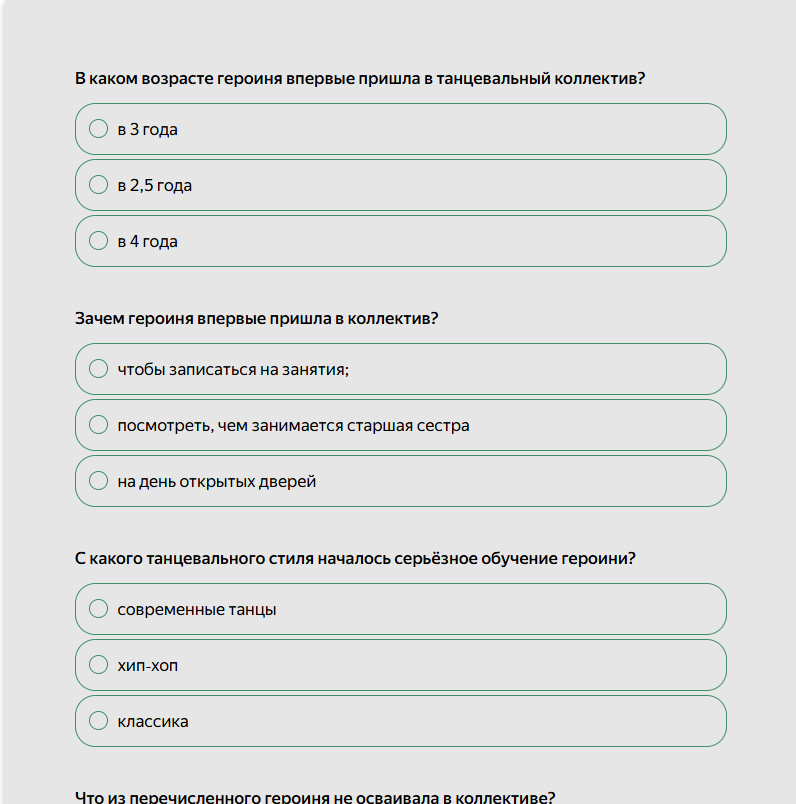 В каком возрасте героиня впервые пришла в танцевальный коллектив?
в 3 года
в 2,5 года
в 4 года
Зачем героиня впервые пришла в коллектив?
чтобы записаться на занятия;
посмотреть, чем занимается старшая сестра
на день открытых дверей
С какого танцевального стиля началось серьёзное обучение героини?
современные танцы
хип-хоп
классика
Что из перечисленного героиня не осваивала в коллективе?